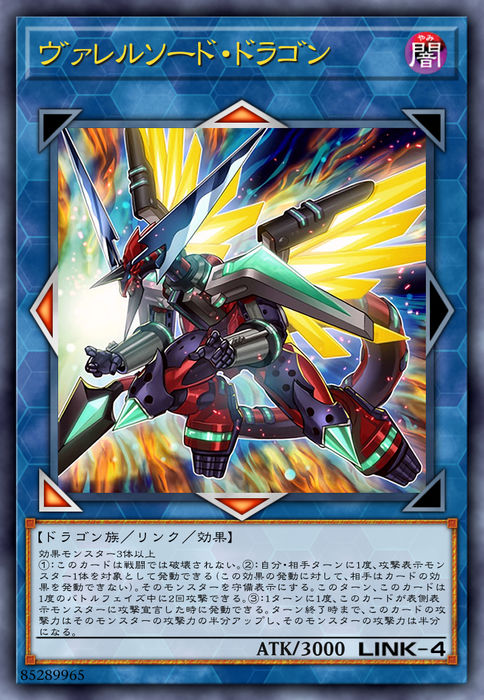 ヴァレルソード・ドラゴン
やみ
闇
【ドラゴン族／リンク／効果】
効果モンスター3体以上
①:このカードは戦闘では破壊されない。②:自分・相手ターンに1度、攻撃表示モン
スター1体を対象として発動できる(この効果の発動に対して、相手はカードの効
果を発動できない)。そのモンスターを守備表示にする。このターン、このカードは
1度のバトルフェイズ中に2回攻撃できる。③:1ターンに1度、このカードが表側表
示モンスターに攻撃宣言した時に発動できる。ターン終了時まで、このカードの攻
撃力はそのモンスターの攻撃力の半分アップし、そのモンスターの攻撃力は半分
になる。
ATK/3000 LINK-4
85289965